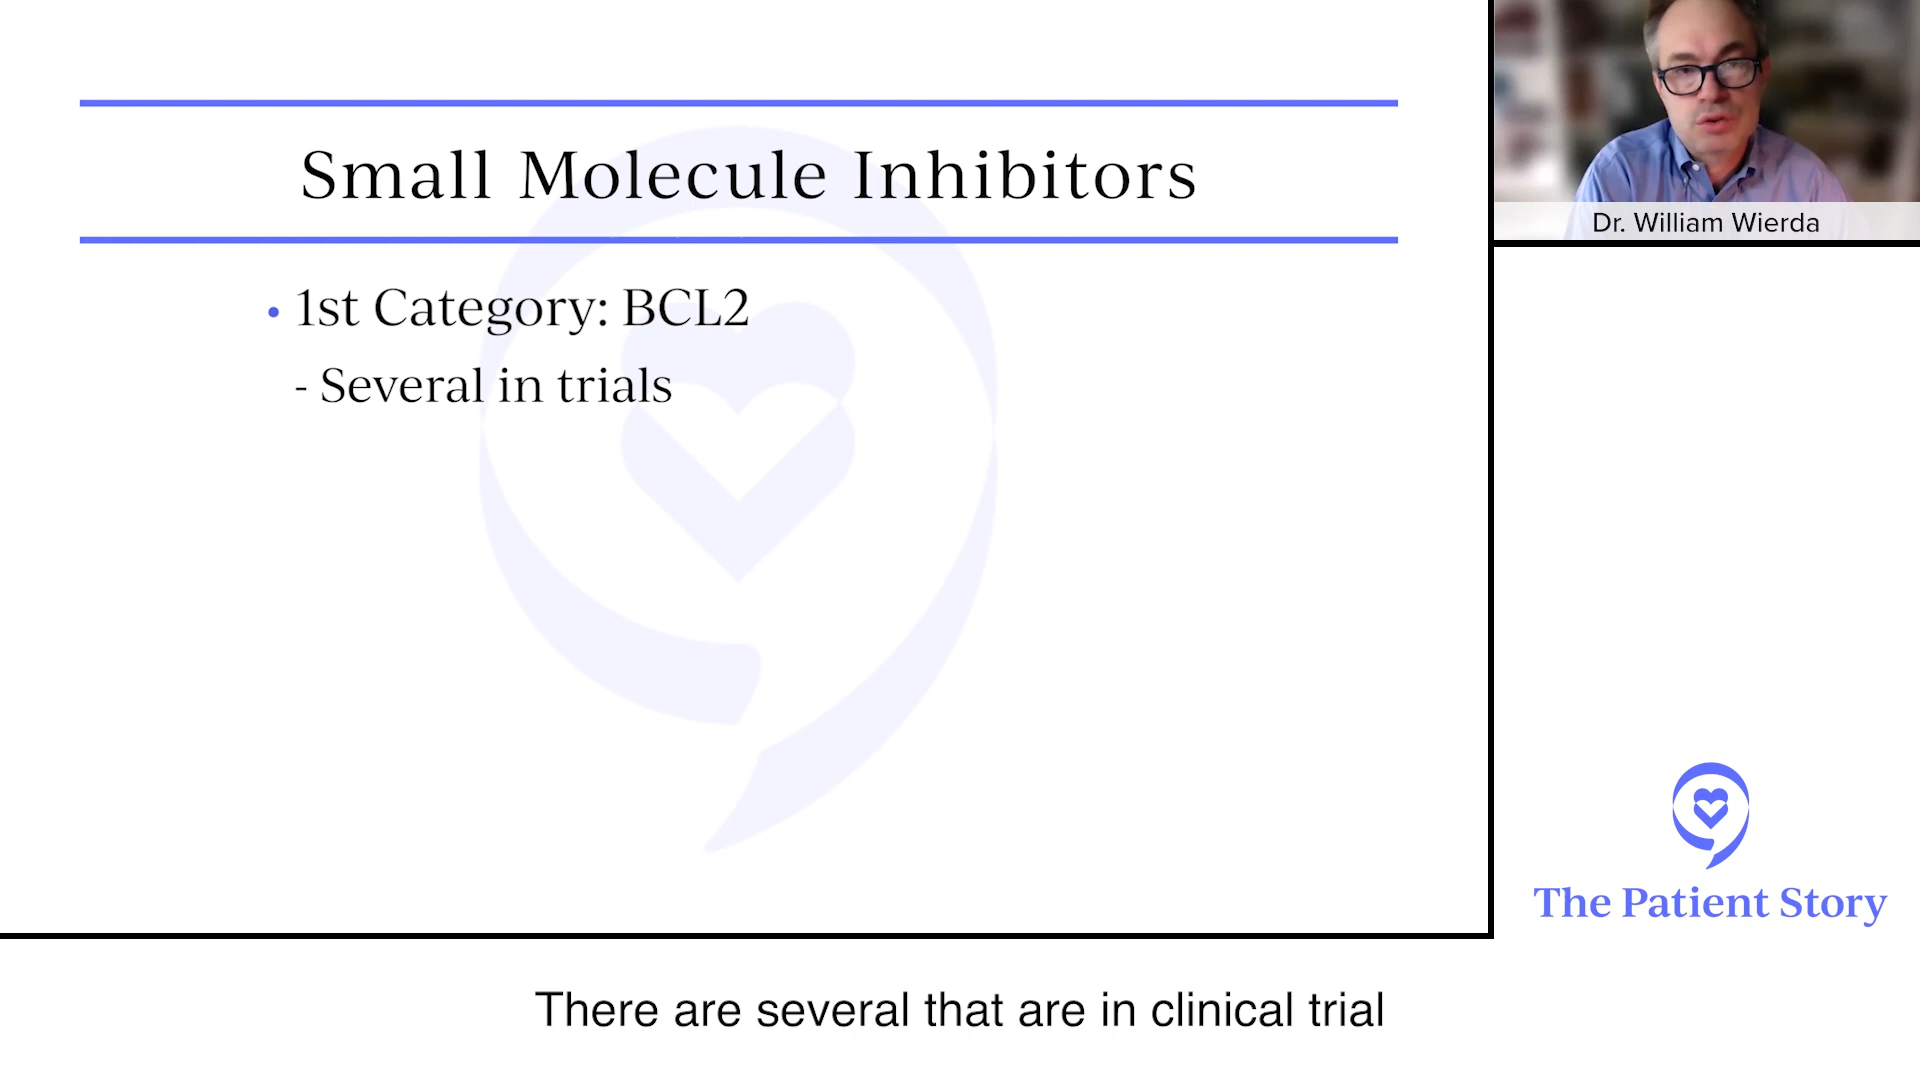 Small Molecule Inhibitors
• 1st Category: BCL2
- Several in trials
Dr. William Wierda
The Patient Story
There are several that are in clinical trial